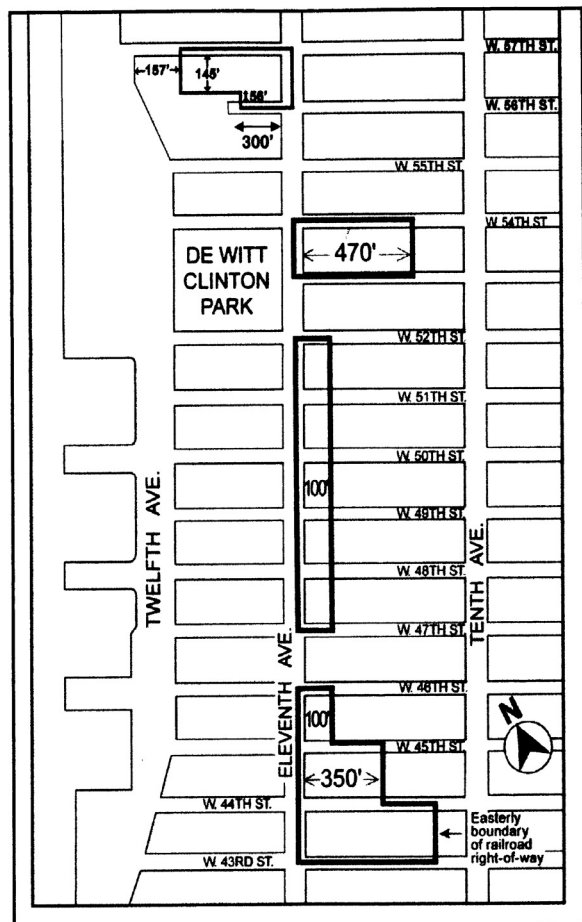 W. 57TH ST.
157'
145'
156'
W. 56TH ST.
300'
W. 55TH ST.
W. 54TH ST.
DE WITT
CLINTON
PARK
470'
W. 52TH ST.
W. 51TH ST.
W. 50TH ST.
100'
W. 49TH ST.
TWELFTH AVE.
W. 48TH ST.
TENTH AVE.
W. 47TH ST.
ELEVENTH AVE.
W. 46TH ST.
100'
N
W. 45TH ST.
350'
W. 44TH ST.
Easterly
boundary
of railroad
right-of-way
W. 43RD ST.